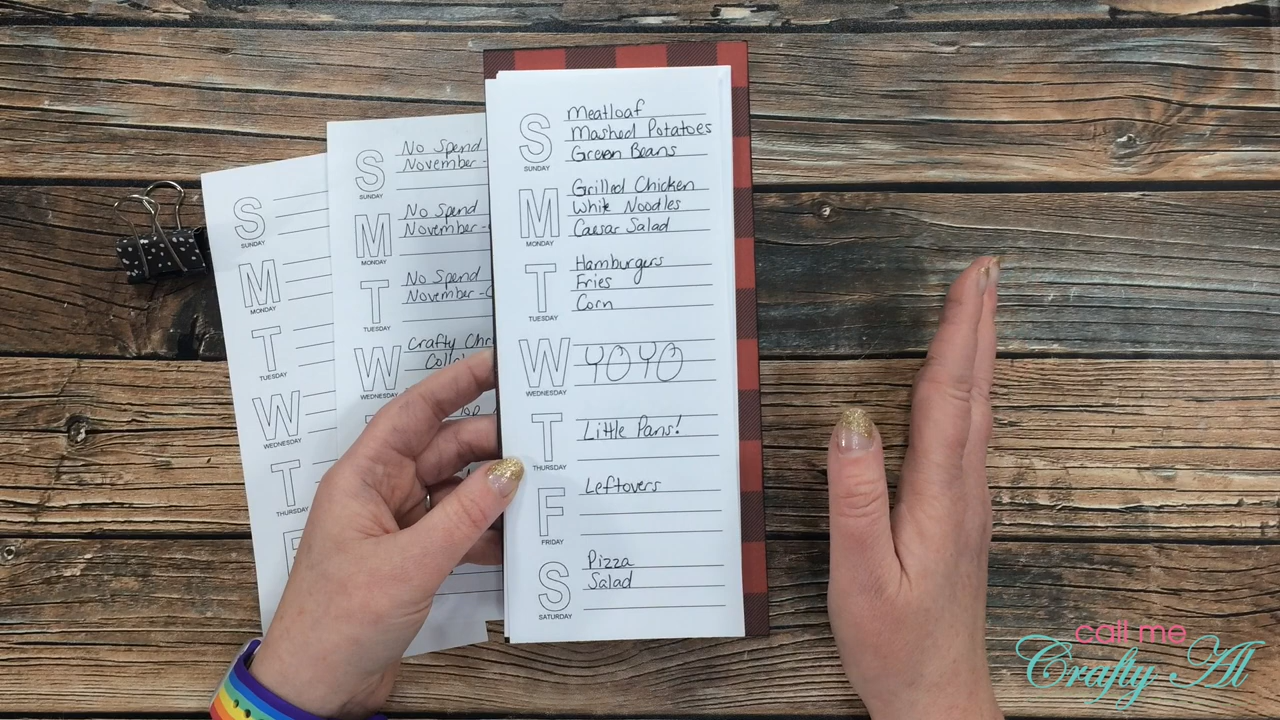 S
SUNDAY
M
MONDAY
T
TUESDAY
W
WEDNESDAY
T
THURSDAY
F
S
SUNDAY
No Spend
November -
M
MONDAY
No Spend
November -
T
TUESDAY
No Spend
November -
W
Crafty
S
SUNDAY
Meatloaf
Mashed Potatoes
Green Beans
M
MONDAY
Grilled Chicken
White Noodles
Caesar Salad
T
TUESDAY
Hamburgers
Fries
Corn
W
WEDNESDAY
YOYO
T
THURSDAY
Little Pans!
F
FRIDAY
Leftovers
S
SATURDAY
Pizza
Salad
call me
Crafty Al